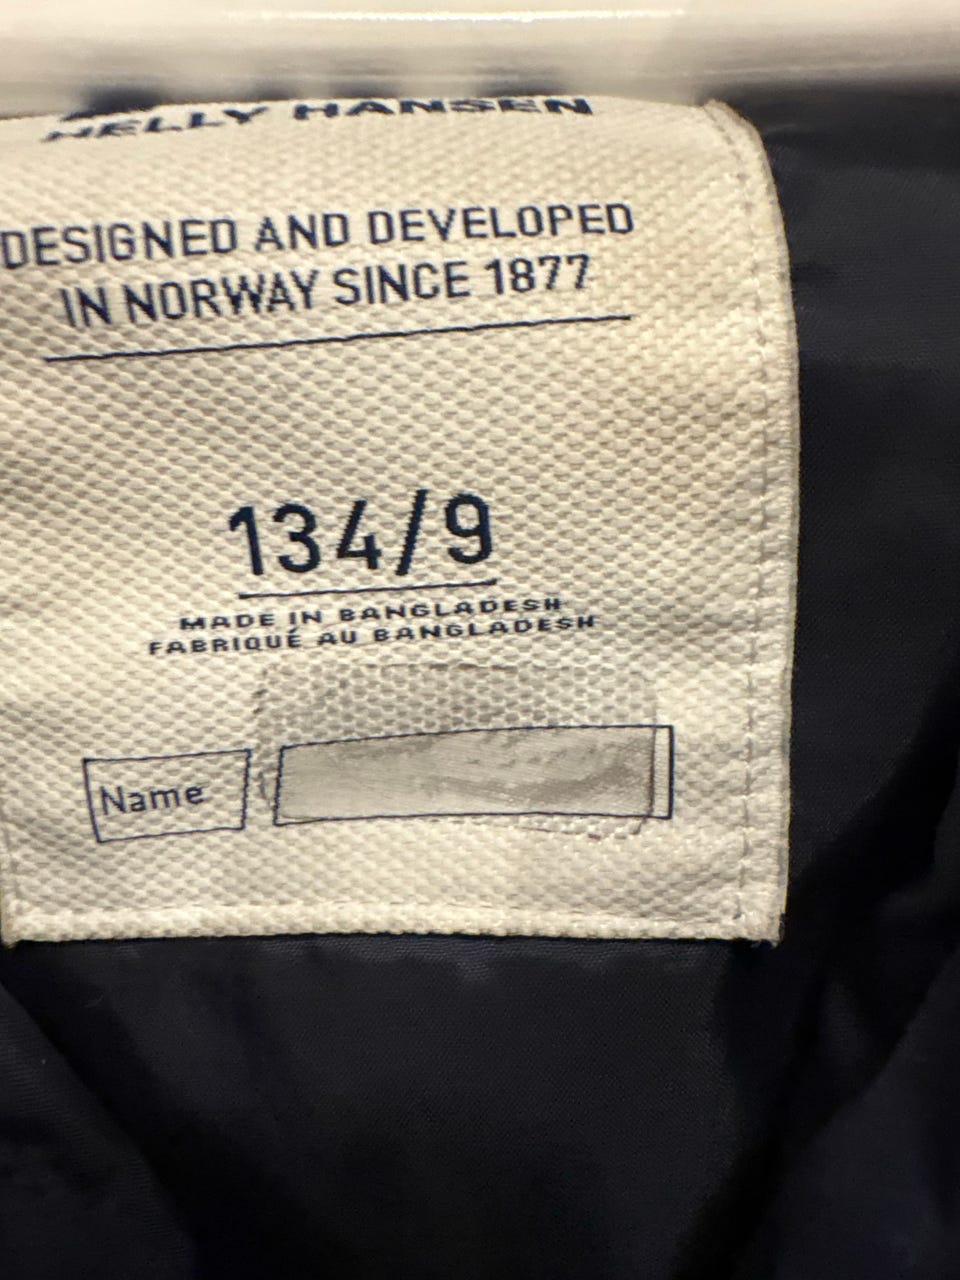 HELLY HANSEN
DESIGNED AND DEVELOPED
IN NORWAY SINCE 1877
134/9
MADE IN BANGLADESH
FABRIQUÉ AU BANGLADESH
Name